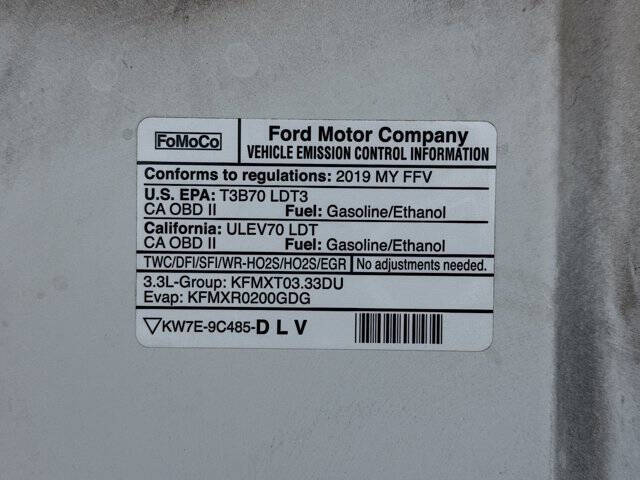 FoMoCo
Ford Motor Company
VEHICLE EMISSION CONTROL INFORMATION
Conforms to regulations: 2019 MY FFV
U.S. EPA: T3B70 LDT3
CA OBD II Fuel: Gasoline/Ethanol
California: ULEV70 LDT
CA OBD II Fuel: Gasoline/Ethanol
TWC/DFI/SFI/WR-HO2S/HO2S/EGR No adjustments needed.
3.3L-Group: KFMXT03.33DU
Evap: KFMXR0200GDG
▽KW7E-9C485-D L V